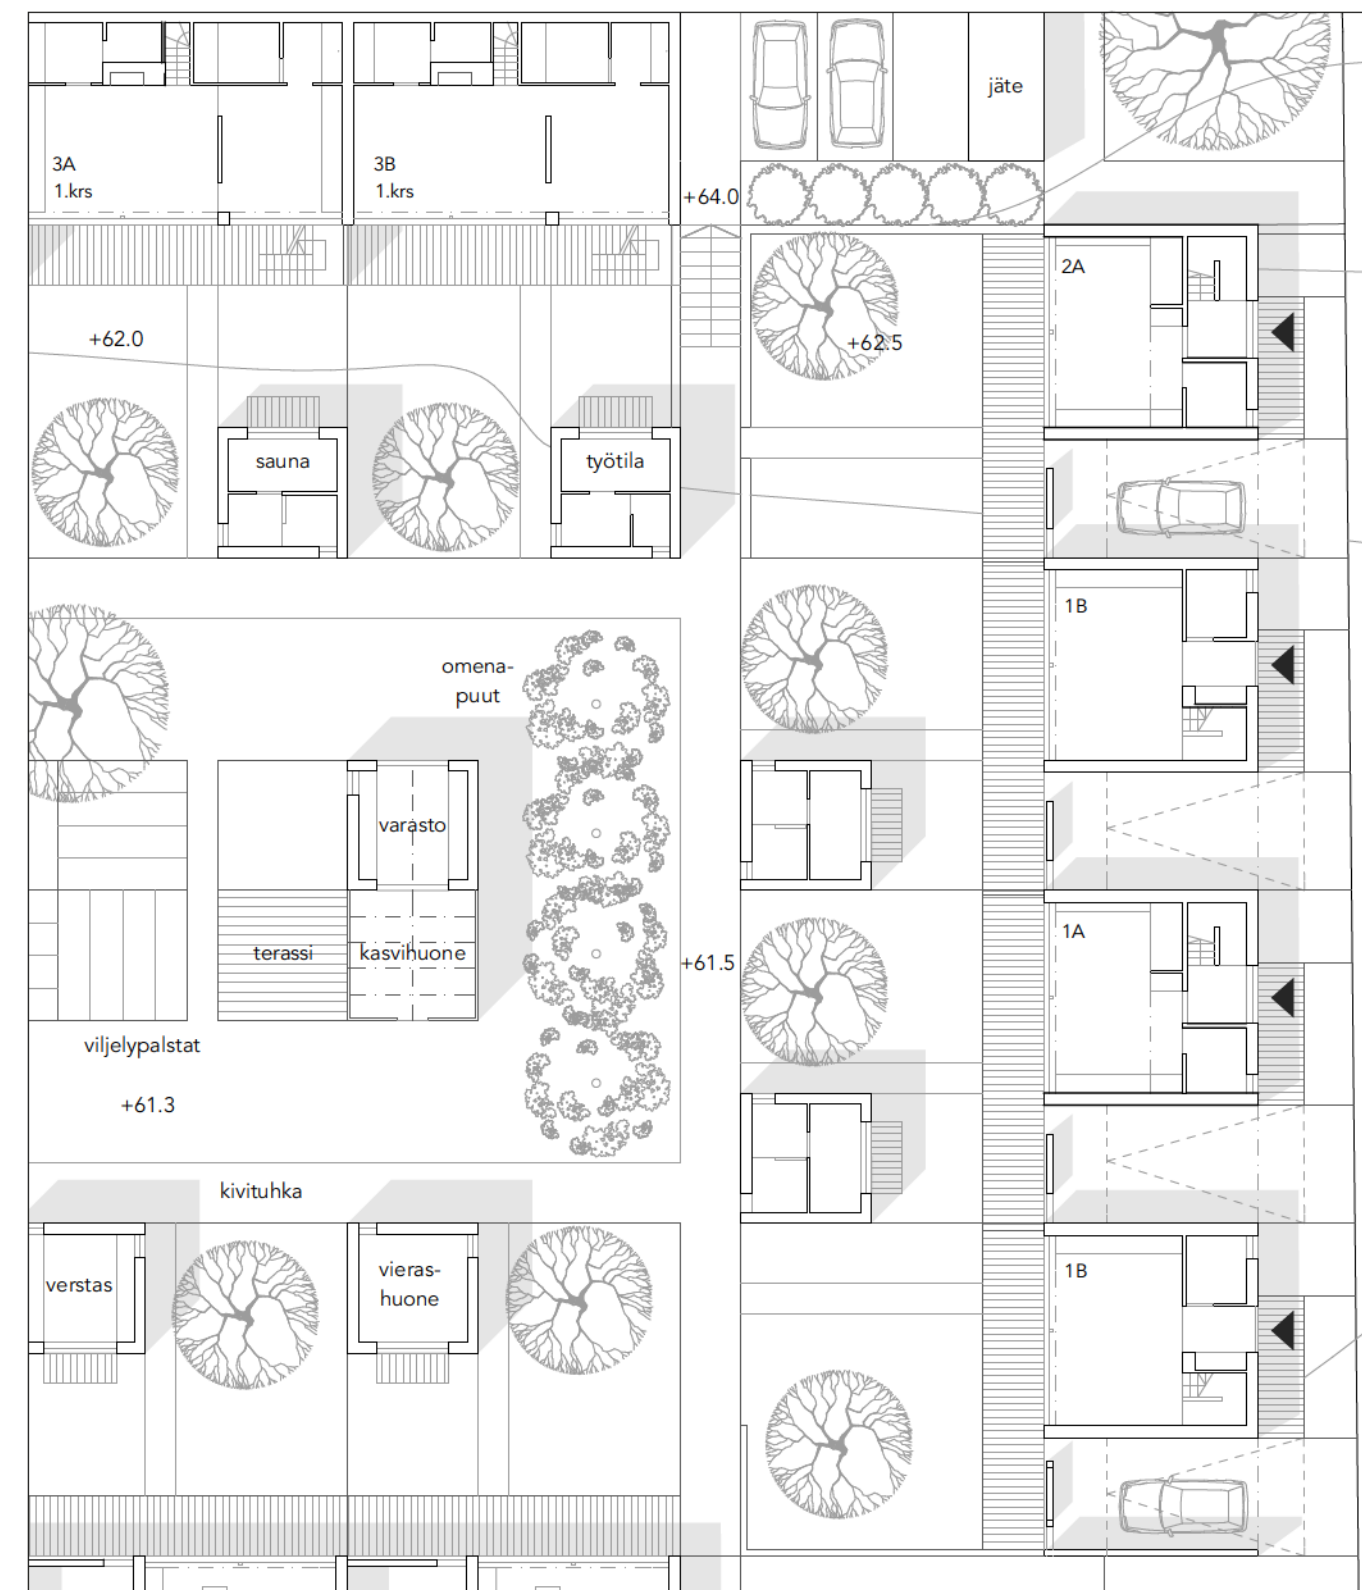 jäte
3A
1.krs
3B
1.krs
+64.0
2A
+62.0
+62.5
sauna
työtila
1B
omena-
puut
varasto
terassi
kasvihuone
1A
+61.5
viljelypalstat
+61.3
kivituhka
verstas
vieras-
huone
1B